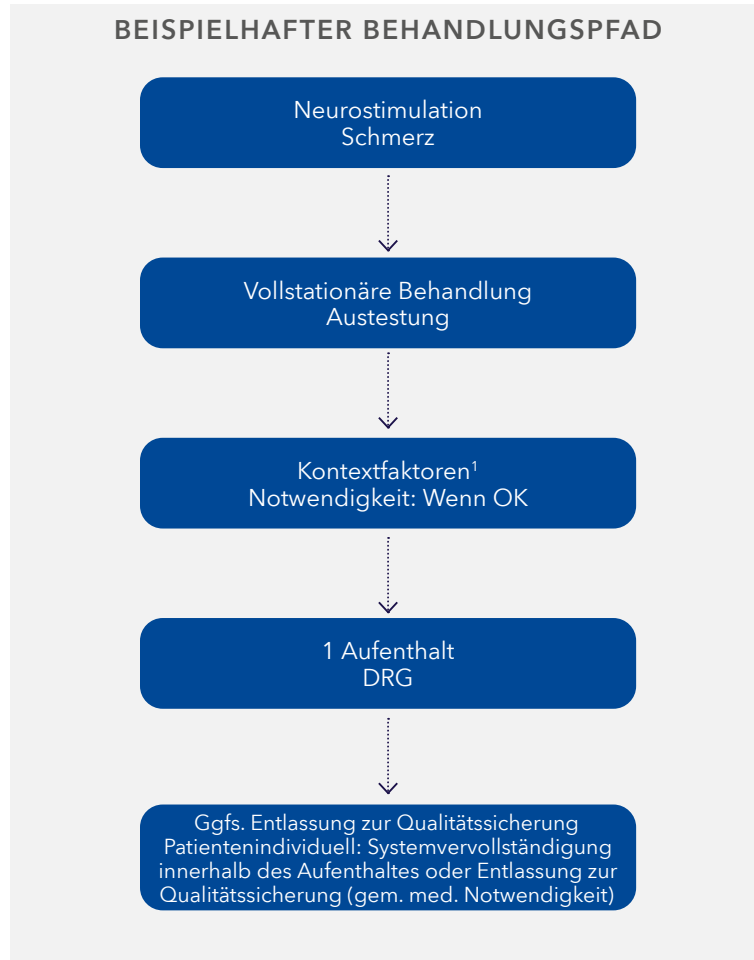 BEISPIELHAFTER BEHANDLUNGSPFAD
Neurostimulation
Schmerz
Vollstationäre Behandlung
Austestung
Kontextfaktoren¹
Notwendigkeit: Wenn OK
1 Aufenthalt
DRG
Ggfs. Entlassung zur Qualitätssicherung
Patientenindividuell: Systemvervollständigung
innerhalb des Aufenthaltes oder Entlassung zur
Qualitätssicherung (gem. med. Notwendigkeit)